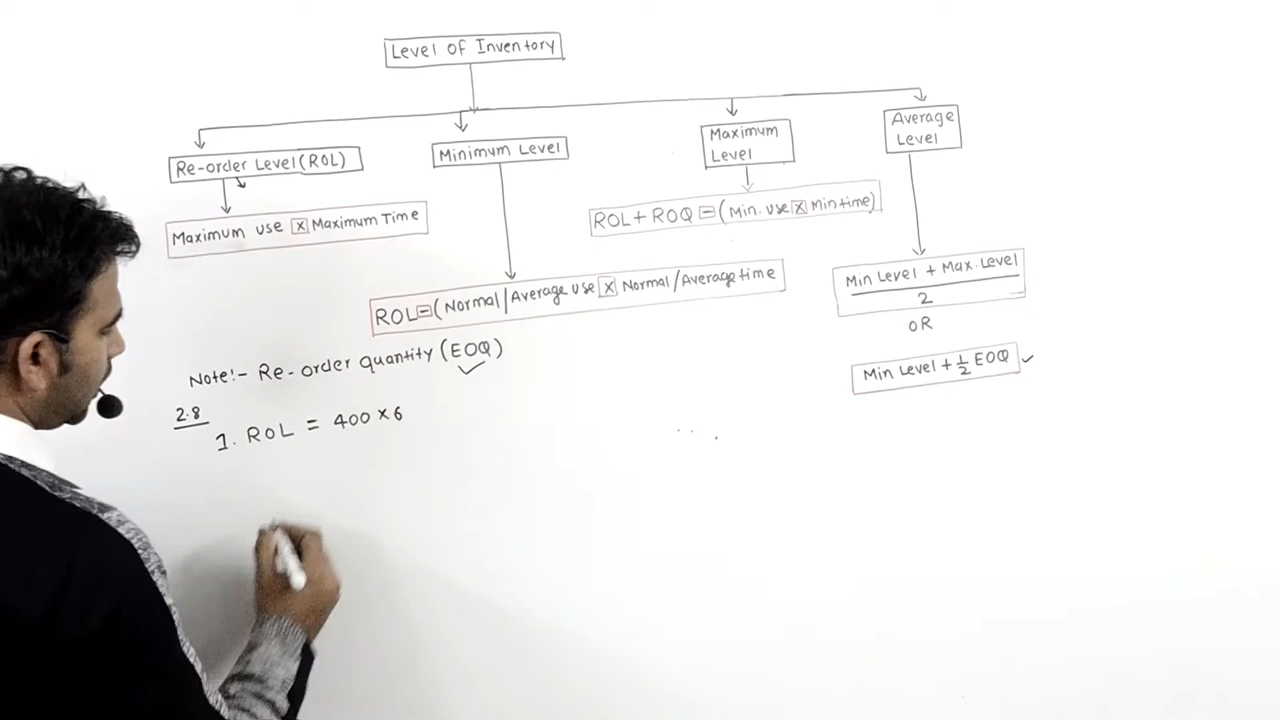 Level of Inventory
Re-order Level (ROL)
Minimum Level
Maximum
Level
Average
Level
Maximum use x Maximum Time
ROL = (Normal/Average use x Normal/Average time
ROL + ROQ = (Min. use x Min time)
Min Level + Max. Level
2
OR
Min Level + 1/2 EOQ
Note:- Re-order quantity (EOQ)
2.8
1. ROL = 400 × 6